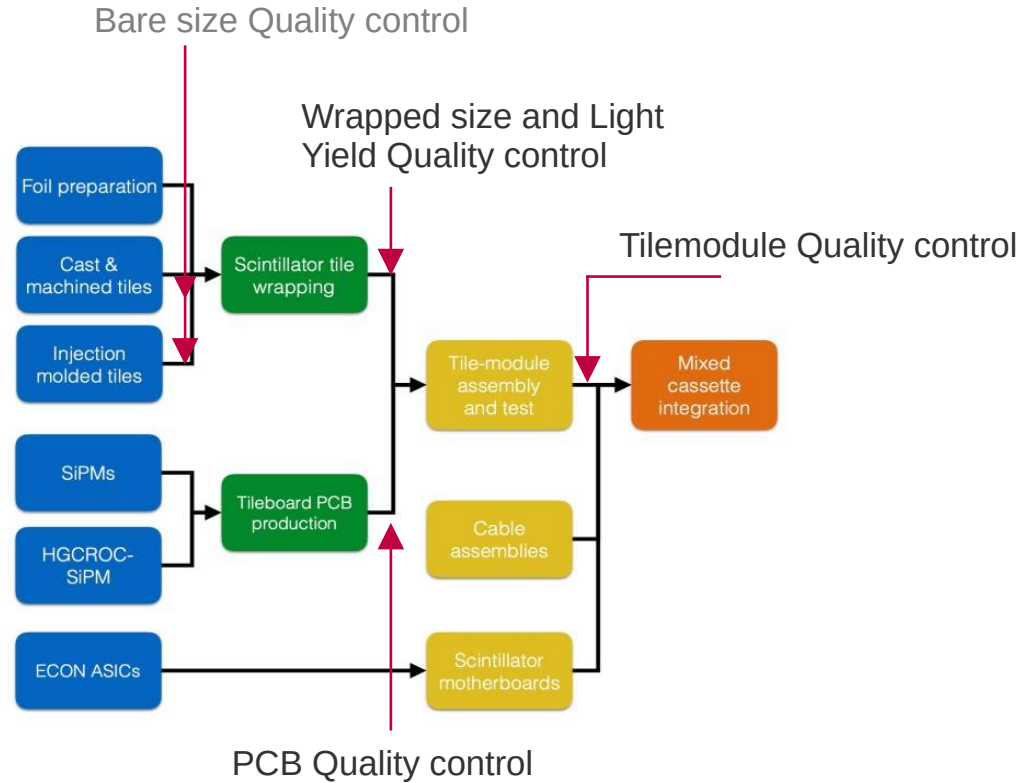 Bare size Quality control
Wrapped size and Light
Yield Quality control
Foil preparation
Cast &
machined tiles
Scintillator tile
wrapping
Tilemodule Quality control
Injection
molded tiles
Tile-module
assembly
and test
Mixed
cassette
integration
SiPMs
Tileboard PCB
production
HGCROC-
SiPM
Cable
assemblies
ECON ASICs
Scintillator
motherboards
PCB Quality control